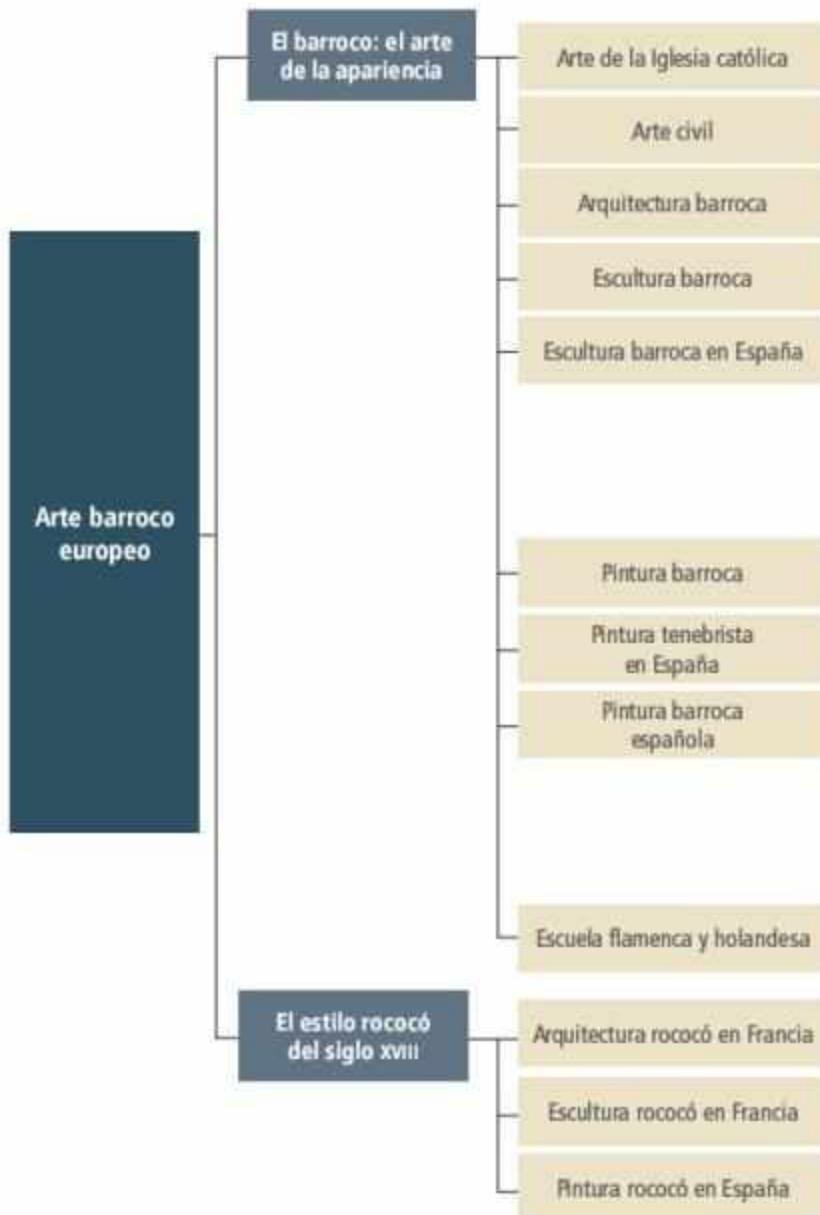 El barroco: el arte
de la apariencia
Arte de la Iglesia católica
Arte civil
Arquitectura barroca
Escultura barroca
Escultura barroca en España
Arte barroco
europeo
Pintura barroca
Pintura tenebrista
en España
Pintura barroca
española
Escuela flamenca y holandesa
El estilo rococó
del siglo XVIII
Arquitectura rococó en Francia
Escultura rococó en Francia
Pintura rococó en España